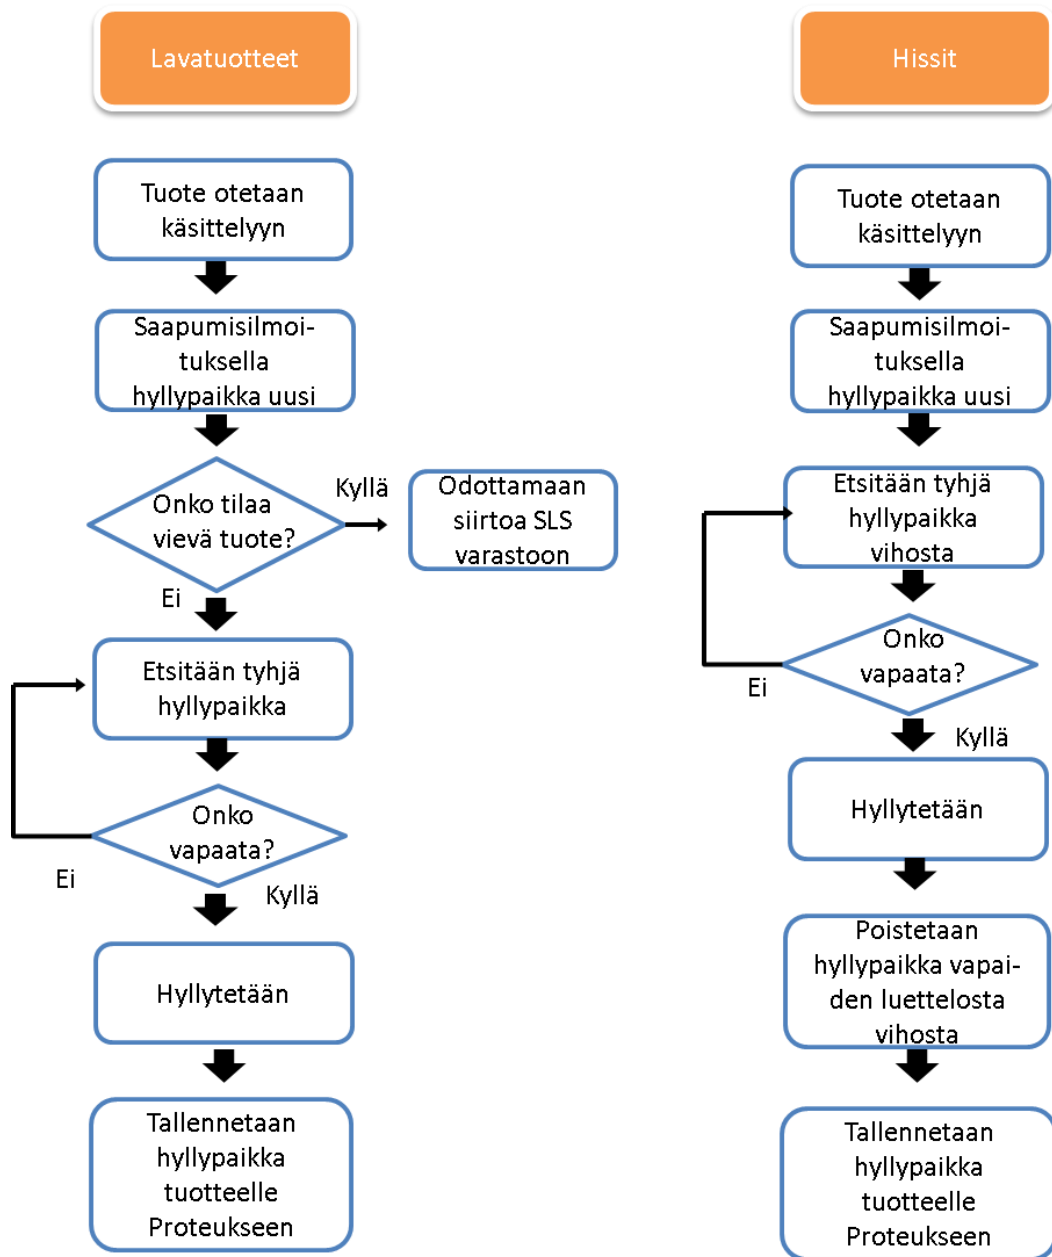 Lavatuotteet
Tuote otetaan
käsittelyyn
Saapumisilmoi-
tuksella
hyllypaikka uusi
Onko tilaa
vievä tuote?
Kyllä
Odottamaan
siirtoa SLS
varastoon
Ei
Etsitään tyhjä
hyllypaikka
Onko
vapaata?
Ei
Kyllä
Hyllytetään
Tallennetaan
hyllypaikka
tuotteelle
Proteukseen
Hissit
Tuote otetaan
käsittelyyn
Saapumisilmoi-
tuksella
hyllypaikka uusi
Etsitään tyhjä
hyllypaikka
vihosta
Onko
vapaata?
Ei
Kyllä
Hyllytetään
Poistetaan
hyllypaikka vapai-
den luettelosta
vihosta
Tallennetaan
hyllypaikka
tuotteelle
Proteukseen